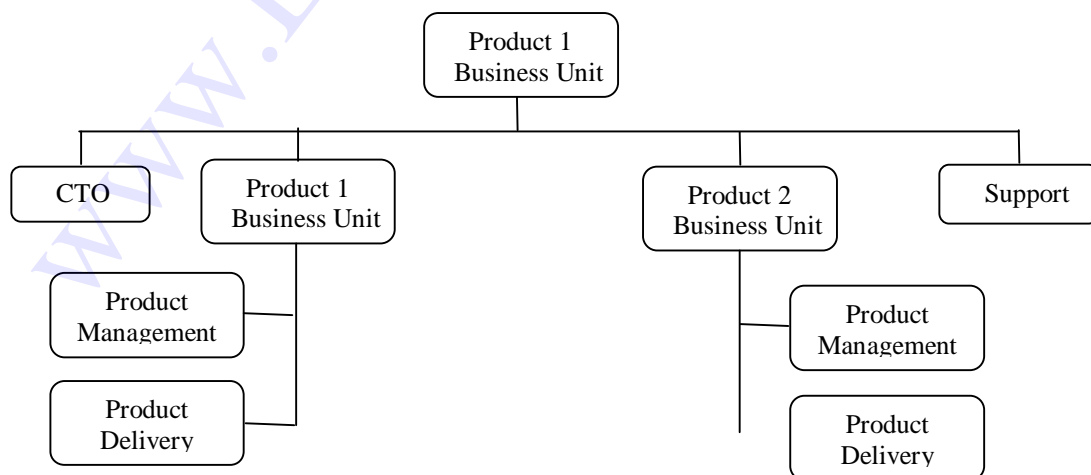 Product 1
Business Unit
CTO
Product 1
Business Unit
Product 2
Business Unit
Support
Product
Management
Product
Delivery
Product
Management
Product
Delivery
www.